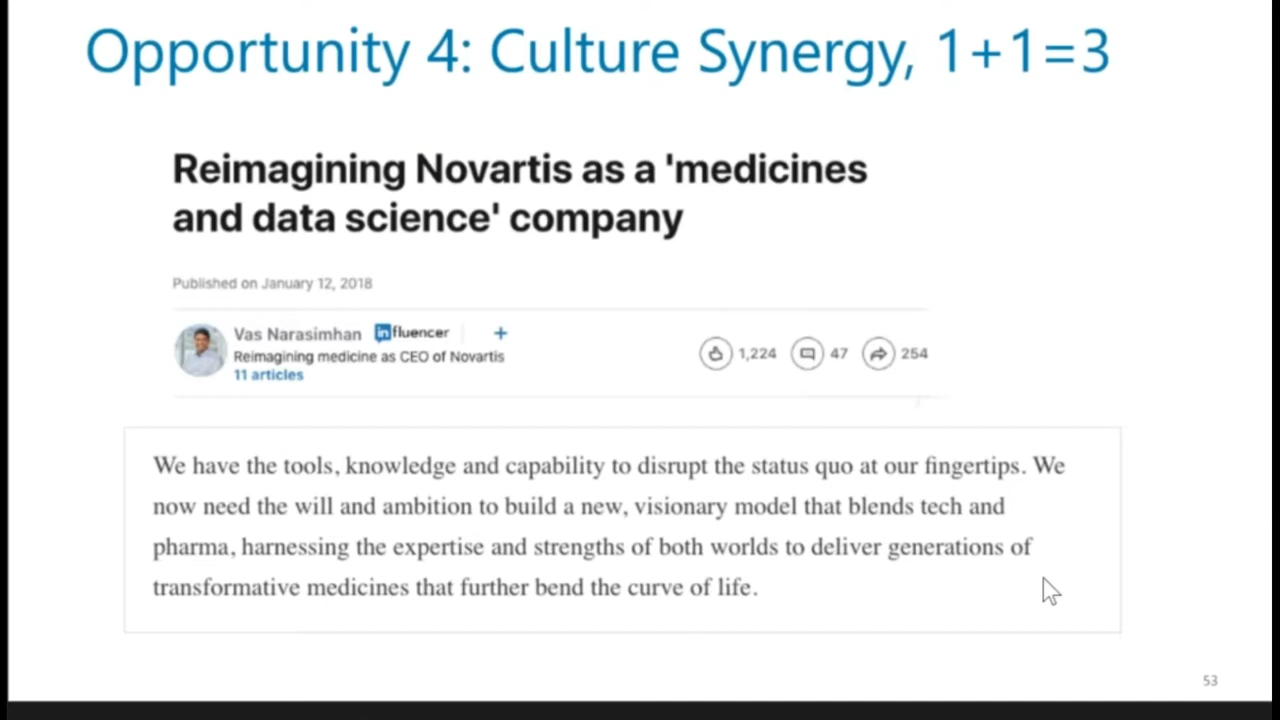 Opportunity 4: Culture Synergy, 1+1=3
Reimagining Novartis as a 'medicines
and data science' company
Published on January 12, 2018
Vas Narasimhan influencer +
Reimagining medicine as CEO of Novartis
11 articles
1,224 47 254
We have the tools, knowledge and capability to disrupt the status quo at our fingertips. We
now need the will and ambition to build a new, visionary model that blends tech and
pharma, harnessing the expertise and strengths of both worlds to deliver generations of
transformative medicines that further bend the curve of life.
53